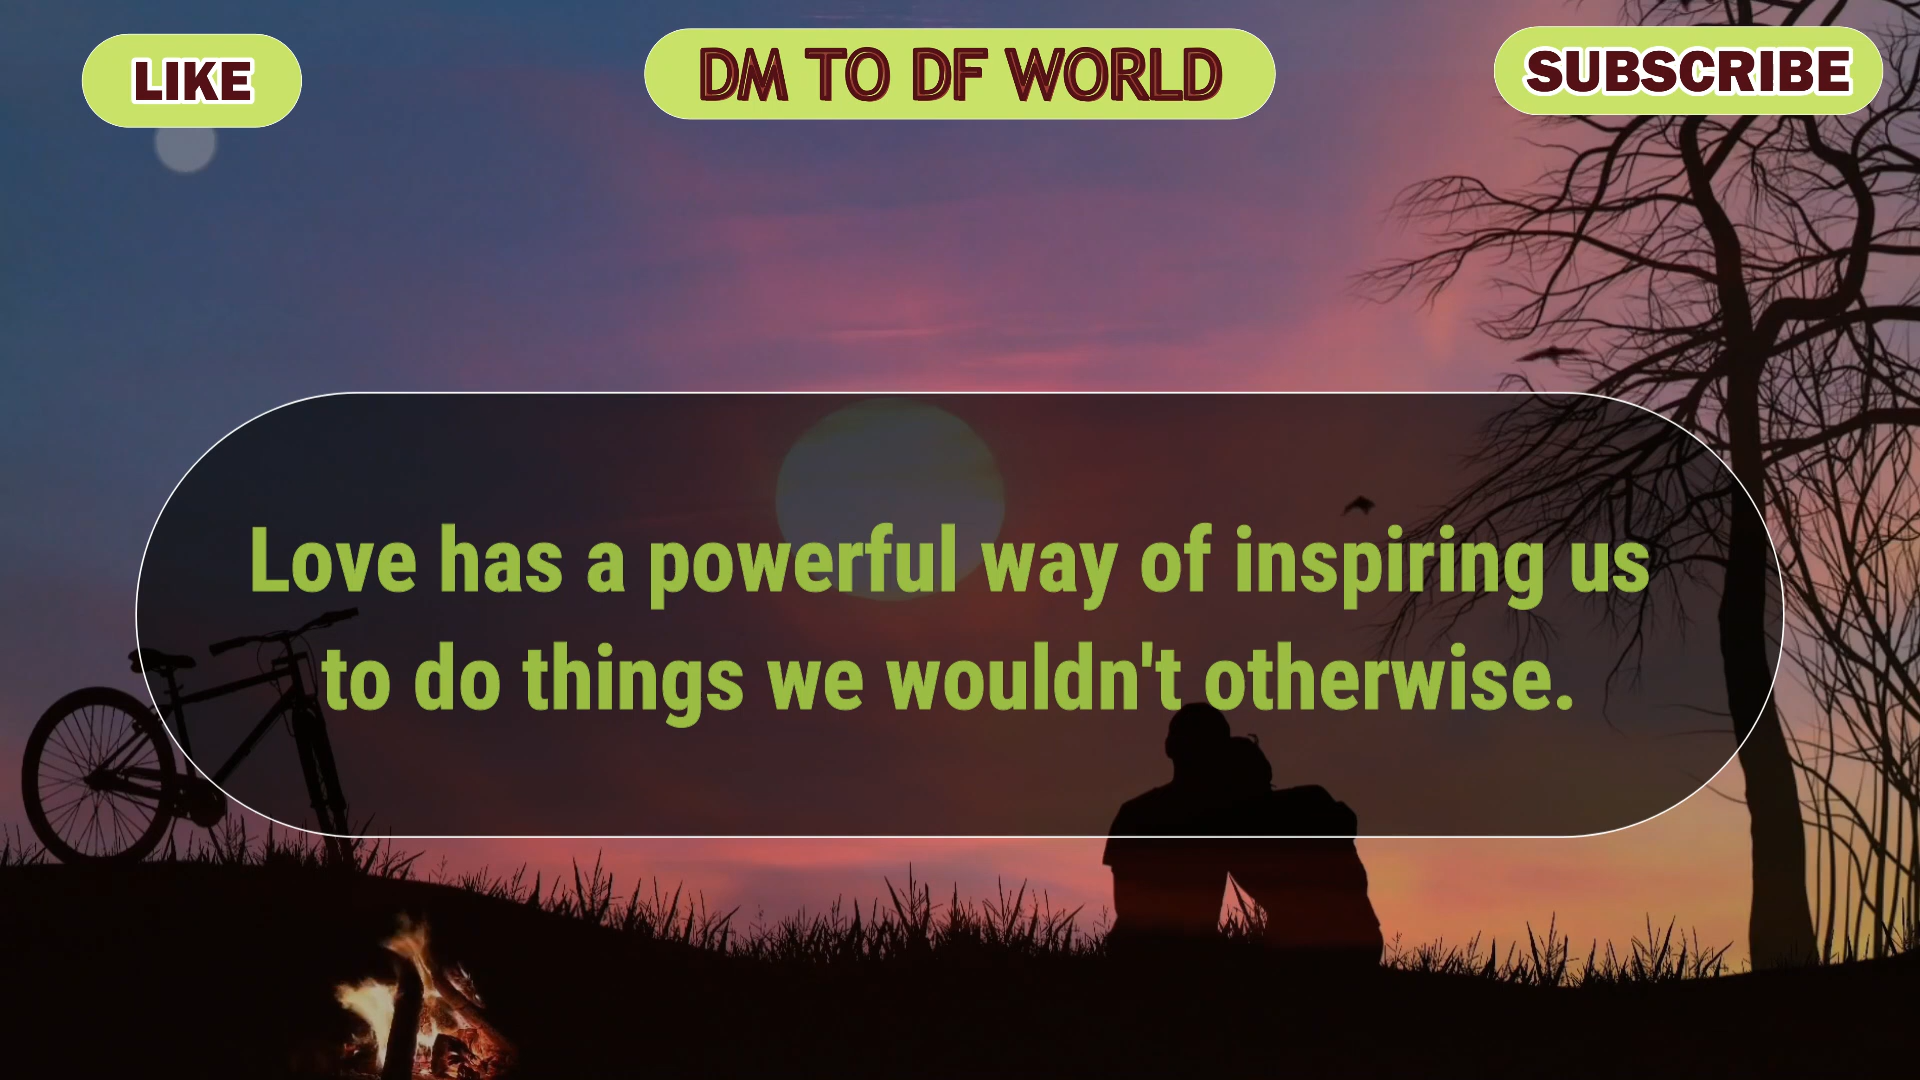 LIKE
DM TO DF WORLD
SUBSCRIBE
Love has a powerful way of inspiring us
to do things we wouldn't otherwise.